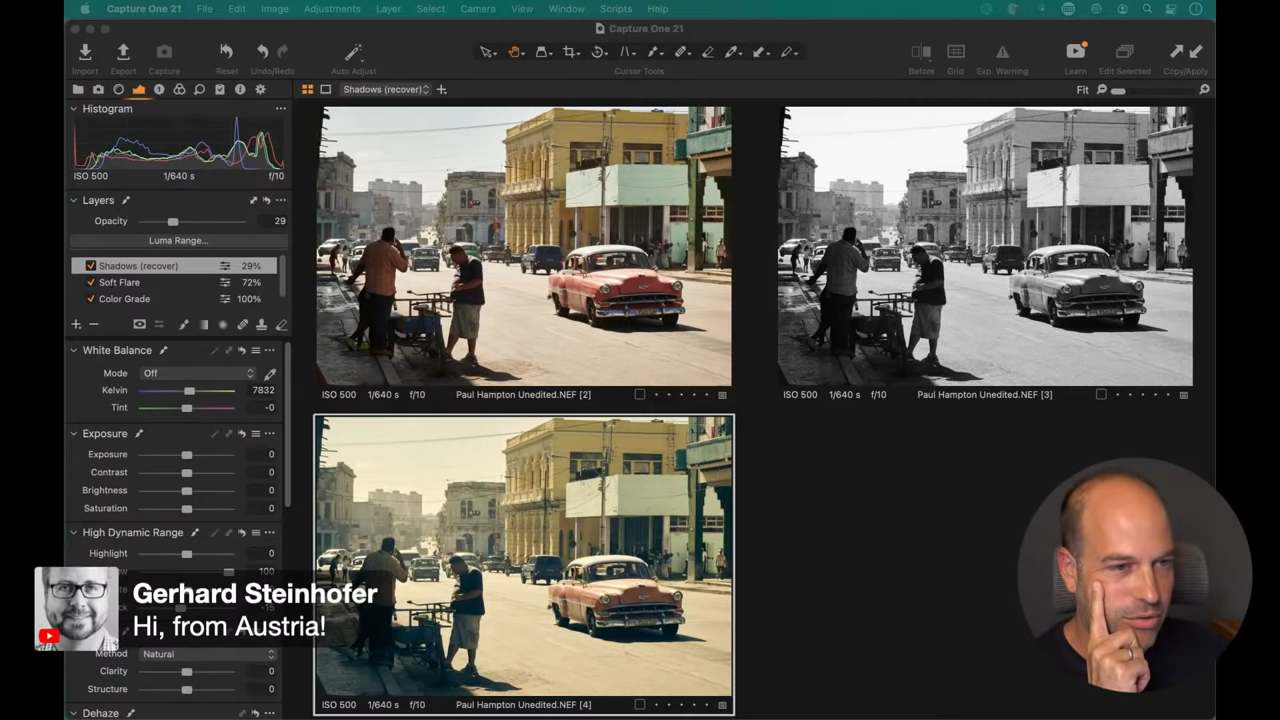 Capture One 21 File Edit Image Adjustments Layer Select Camera View Window Scripts Help
Capture One 21
Import Export Capture Reset Undo/Redo Auto Adjust Cursor Tools Before Grid Exp. Warning Learn Edit Selected Copy/Apply
Shadows (recover) Fit
Histogram
ISO 500 1/640 s f/10
Layers
Opacity 29
Luma Range...
Shadows (recover) 29%
Soft Flare 72%
Color Grade 100%
White Balance
Mode Off
Kelvin 7832
Tint -0
Exposure
Exposure 0
Contrast 0
Brightness 0
Saturation 0
High Dynamic Range
Highlight 0
100
-15
Method Natural
Clarity 0
Structure 0
Dehaze
ISO 500 1/640 s f/10 Paul Hampton Unedited.NEF [2]
ISO 500 1/640 s f/10 Paul Hampton Unedited.NEF [3]
ISO 500 1/640 s f/10 Paul Hampton Unedited.NEF [4]
Gerhard Steinhofer
Hi, from Austria!